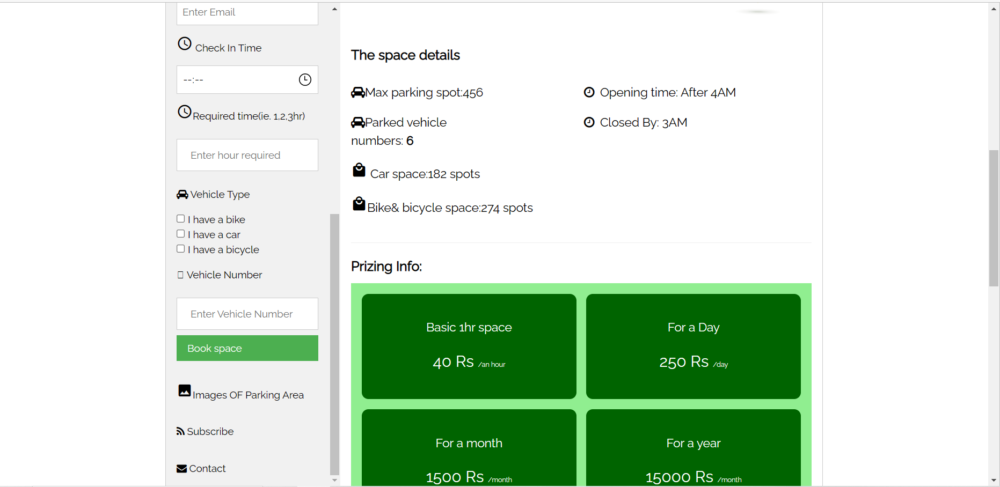 Enter Email
Check In Time
--:--
Required time(ie. 1,2,3hr)
Enter hour required
Vehicle Type
I have a bike
I have a car
I have a bicycle
Vehicle Number
Enter Vehicle Number
Book space
Images OF Parking Area
Subscribe
Contact
The space details
Max parking spot:456
Opening time: After 4AM
Parked vehicle
numbers: 6
Closed By: 3AM
Car space:182 spots
Bike& bicycle space:274 spots
Prizing Info:
Basic 1hr space
40 Rs /an hour
For a Day
250 Rs /day
For a month
1500 Rs /month
For a year
15000 Rs /month